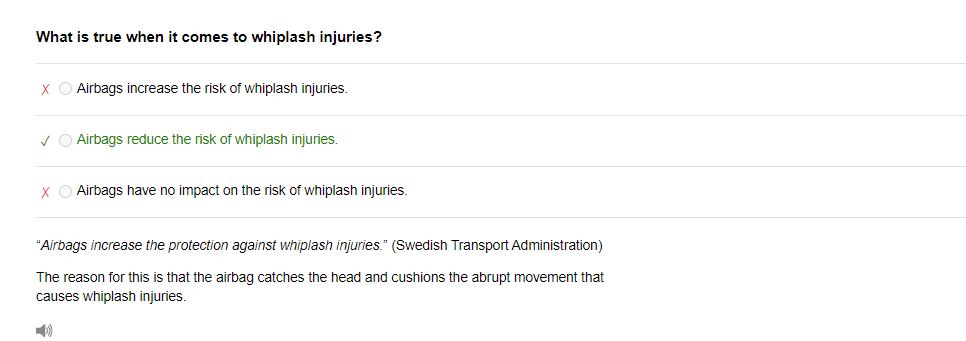 What is true when it comes to whiplash injuries?
Airbags increase the risk of whiplash injuries.
Airbags reduce the risk of whiplash injuries.
Airbags have no impact on the risk of whiplash injuries.
“Airbags increase the protection against whiplash injuries.” (Swedish Transport Administration)
The reason for this is that the airbag catches the head and cushions the abrupt movement that
causes whiplash injuries.